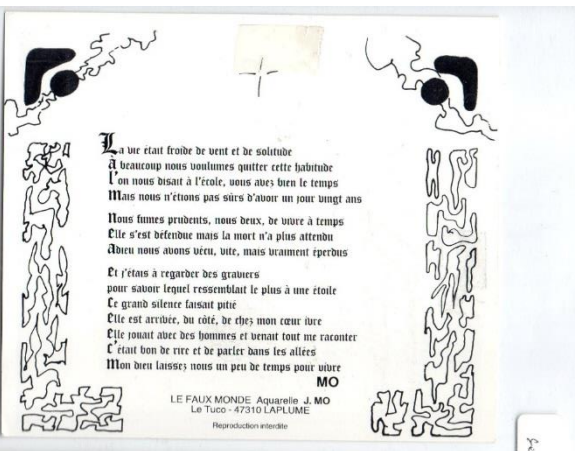 La vie était froide de vent et de solitude
à beaucoup nous voulumes quitter cette habitude
l'on nous disait à l'école, vous avez bien le temps
Mais nous n'étions pas sûrs d'avoir un jour vingt ans
Nous fumes prudents, nous deux, de vivre à temps
Elle s'est défendue mais la mort n'a plus attendu
Adieu nous avons vécu, vite, mais vraiment éperdus
Et j'étais à regarder des graviers
pour savoir lequel ressemblait le plus à une étoile
Ce grand silence faisait pitié
Elle est arrivée, du côté, de chez mon cœur ivre
Elle jouait avec des hommes et venait tout me raconter
C'était bon de rire et de parler dans les allées
Mon dieu laissez nous un peu de temps pour vivre
MO
LE FAUX MONDE Aquarelle J. MO
Le Tuco - 47310 LAPLUME
Reproduction interdite